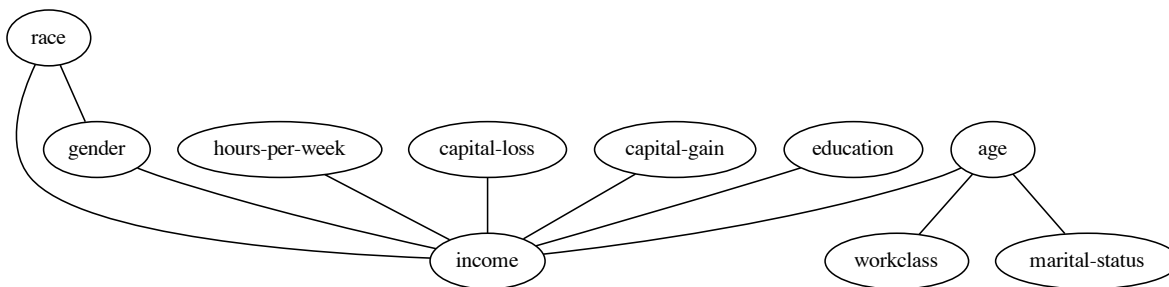 race
gender
hours-per-week
capital-loss
capital-gain
education
age
income
workclass
marital-status